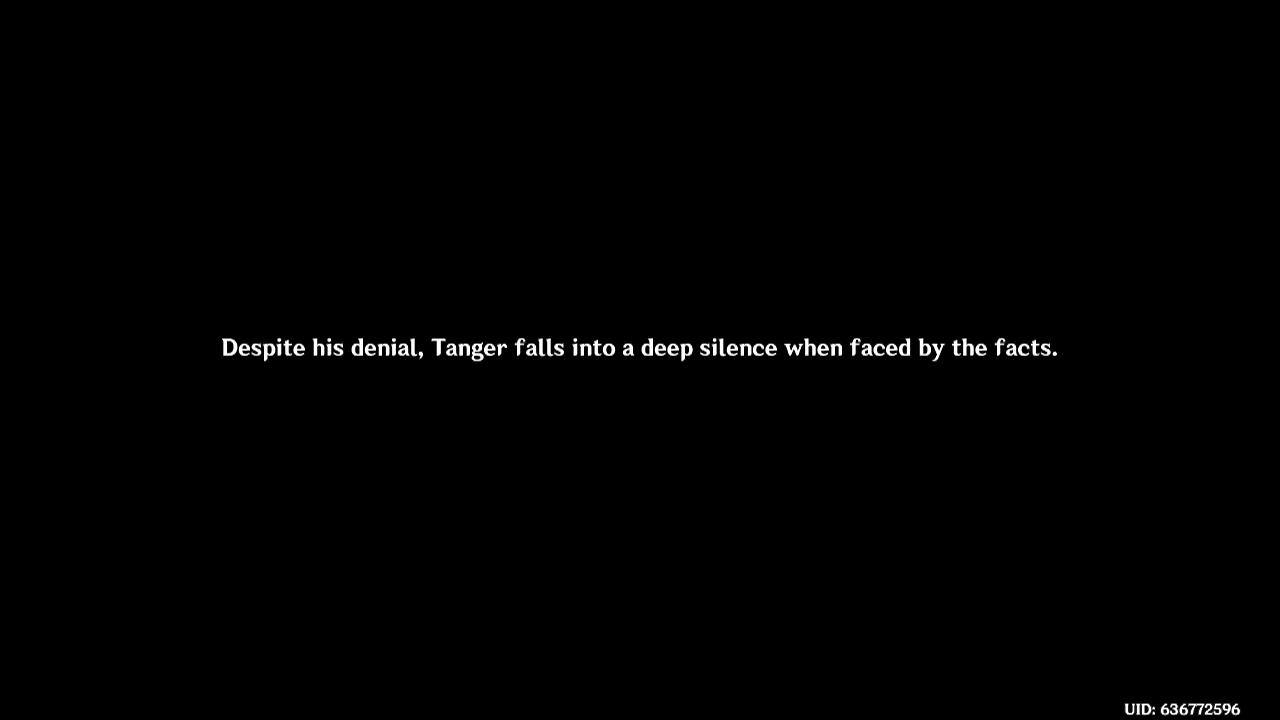 Despite his denial, Tanger falls into a deep silence when faced by the facts.
UID: 636772596